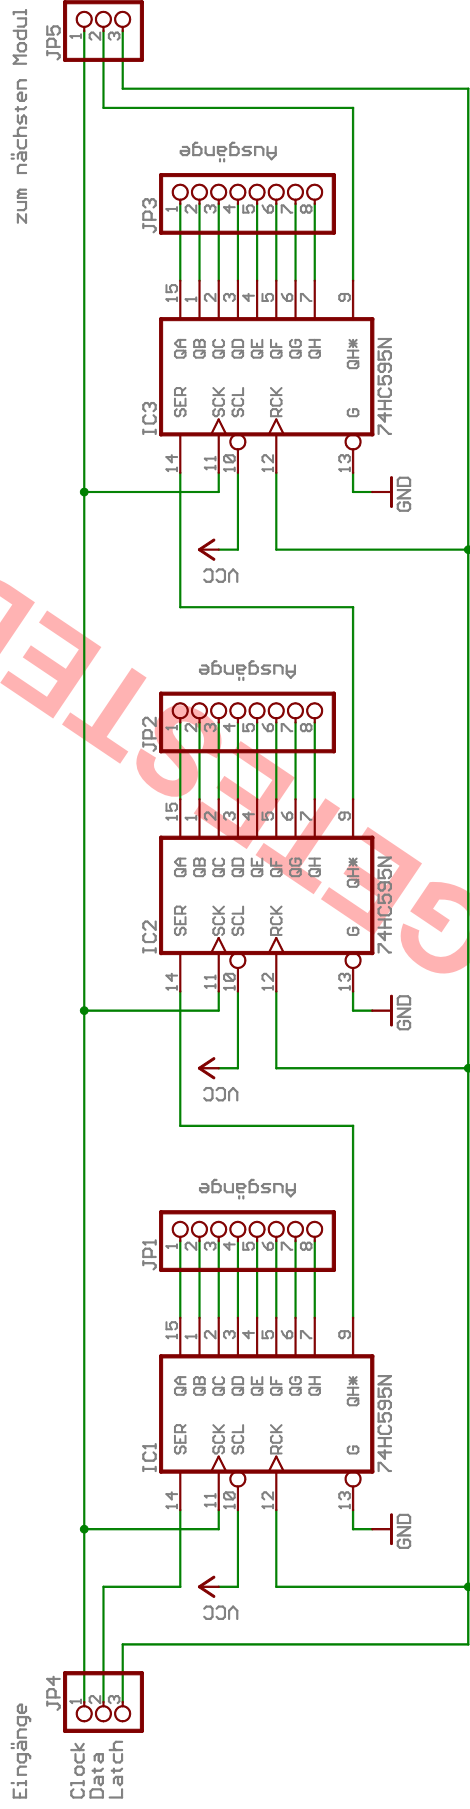 Eingänge
Clock
Data
Latch
JP4
1
2
3
IC1
74HC595N
SER
SCK
SCL
RCK
G
14
11
10
12
13
QA
QB
QC
QD
QE
QF
QG
QH
QH*
15
1
2
3
4
5
6
7
9
VCC
GND
JP1
1
2
3
4
5
6
7
8
Ausgänge
IC2
74HC595N
SER
SCK
SCL
RCK
G
14
11
10
12
13
QA
QB
QC
QD
QE
QF
QG
QH
QH*
15
1
2
3
4
5
6
7
9
VCC
GND
JP2
1
2
3
4
5
6
7
8
Ausgänge
IC3
74HC595N
SER
SCK
SCL
RCK
G
14
11
10
12
13
QA
QB
QC
QD
QE
QF
QG
QH
QH*
15
1
2
3
4
5
6
7
9
VCC
GND
JP3
1
2
3
4
5
6
7
8
Ausgänge
JP5
1
2
3
zum nächsten Modul